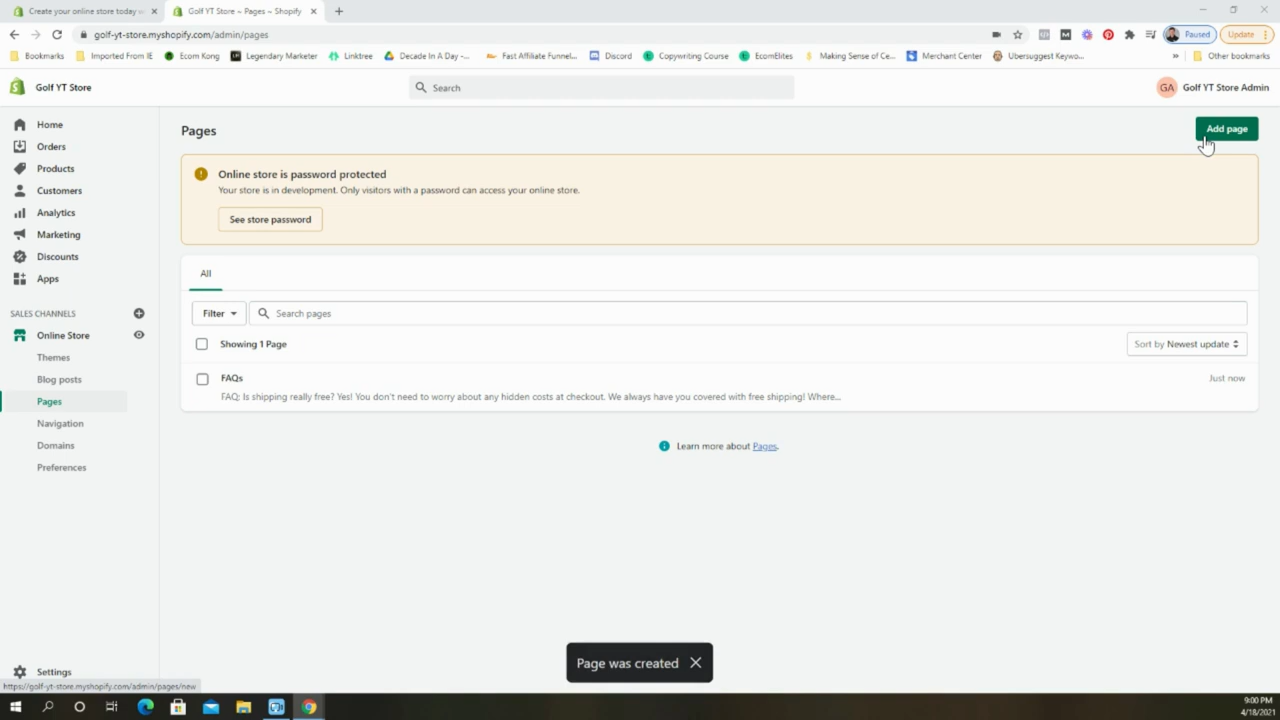 Create your online store today w
Golf YT Store ~ Pages ~ Shopify
golf-yt-store.myshopify.com/admin/pages
Paused
Update
Bookmarks
Imported From IE
Ecom Kong
Legendary Marketer
Linktree
Decade In A Day -...
Fast Affiliate Funnel...
Discord
Copywriting Course
EcomElites
Making Sense of Ce...
Merchant Center
Ubersuggest Keywo...
»
Other bookmarks
Golf YT Store
Search
GA
Golf YT Store Admin
Home
Orders
Products
Customers
Analytics
Marketing
Discounts
Apps
SALES CHANNELS
Online Store
Themes
Blog posts
Pages
Navigation
Domains
Preferences
Settings
https://golf-yt-store.myshopify.com/admin/pages/new
Pages
Add page
Online store is password protected
Your store is in development. Only visitors with a password can access your online store.
See store password
All
Filter
Search pages
Showing 1 Page
Sort by Newest update
FAQs
Just now
FAQ: Is shipping really free? Yes! You don't need to worry about any hidden costs at checkout. We always have you covered with free shipping! Where...
Learn more about Pages.
Page was created
9:00 PM
4/18/2021